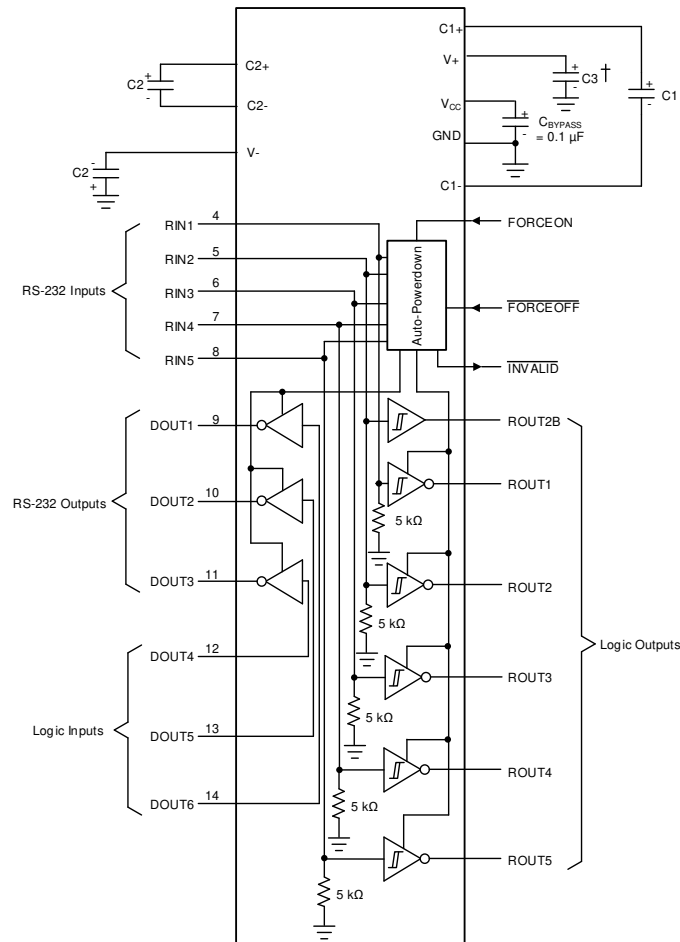 C1+
V+
C3 †
+
-
C1
+
-
C2+
C2
+
-
C2-
VCC
CBYPASS
= 0.1 µF
+
-
GND
V-
C2
-
+
C1-
RIN1 4
FORCEON
RIN2 5
RS-232 Inputs
RIN3 6
Auto-Powerdown
FORCEOFF
RIN4 7
RIN5 8
INVALID
DOUT1 9
ROUT2B
RS-232 Outputs
DOUT2 10
ROUT1
5 kΩ
DOUT3 11
ROUT2
5 kΩ
DOUT4 12
Logic Outputs
ROUT3
5 kΩ
Logic Inputs
DOUT5 13
ROUT4
5 kΩ
DOUT6 14
ROUT5
5 kΩ